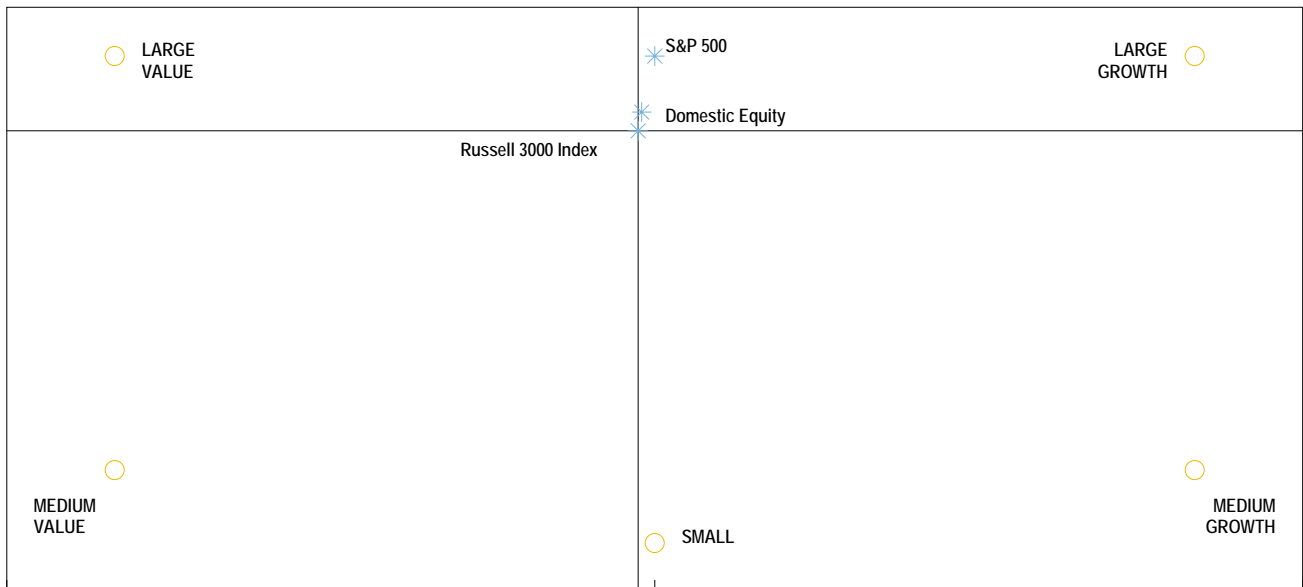 LARGE
VALUE
S&P 500
LARGE
GROWTH
Domestic Equity
Russell 3000 Index
MEDIUM
VALUE
MEDIUM
GROWTH
SMALL